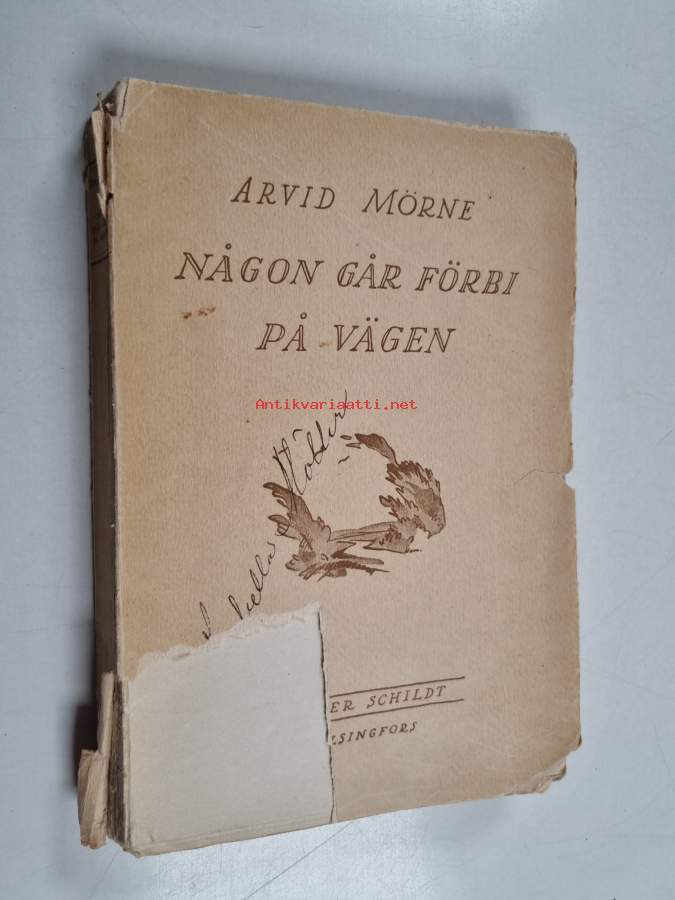 ARVID MÖRNE
NÅGON GÅR FÖRBI
PÅ VÄGEN
Antikvariaatti.net
ER SCHILDT
SINGFORS